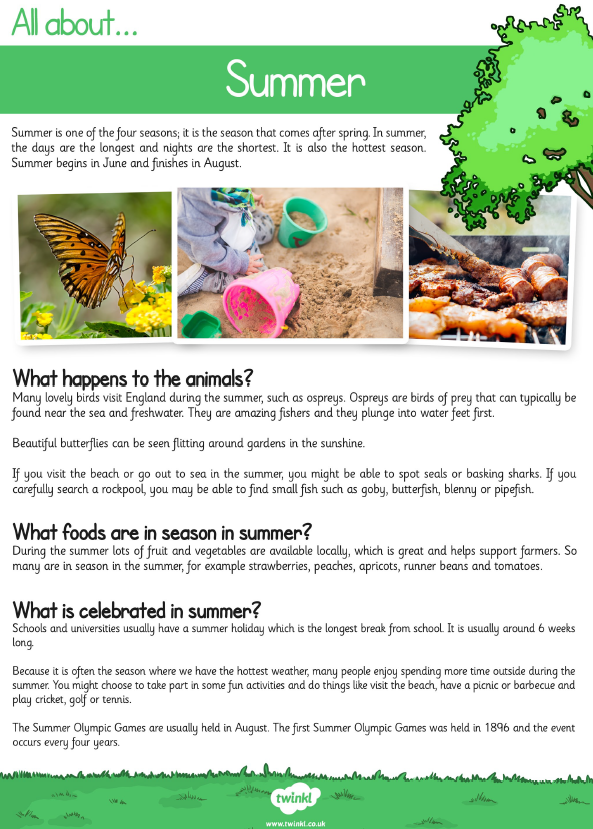 All about...
Summer
Summer is one of the four seasons; it is the season that comes after spring. In summer,
the days are the longest and nights are the shortest. It is also the hottest season.
Summer begins in June and finishes in August.
What happens to the animals?
Many lovely birds visit England during the summer, such as ospreys. Ospreys are birds of prey that can typically be
found near the sea and freshwater. They are amazing fishers and they plunge into water feet first.
Beautiful butterflies can be seen flitting around gardens in the sunshine.
If you visit the beach or go out to sea in the summer, you might be able to spot seals or basking sharks. If you
carefully search a rockpool, you may be able to find small fish such as goby, butterfish, blenny or pipefish.
What foods are in season in summer?
During the summer lots of fruit and vegetables are available locally, which is great and helps support farmers. So
many are in season in the summer, for example strawberries, peaches, apricots, runner beans and tomatoes.
What is celebrated in summer?
Schools and universities usually have a summer holiday which is the longest break from school. It is usually around 6 weeks
long.
Because it is often the season where we have the hottest weather, many people enjoy spending more time outside during the
summer. You might choose to take part in some fun activities and do things like visit the beach, have a picnic or barbecue and
play cricket, golf or tennis.
The Summer Olympic Games are usually held in August. The first Summer Olympic Games was held in 1896 and the event
occurs every four years.
twinkl
www.twinkl.co.uk